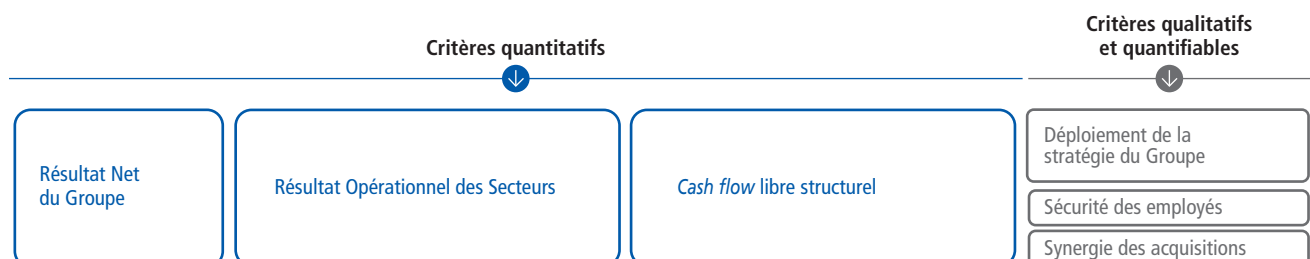 Critères quantitatifs
Critères qualitatifs
et quantifiables
Résultat Net
du Groupe
Résultat Opérationnel des Secteurs
Cash flow libre structurel
Déploiement de la
stratégie du Groupe
Sécurité des employés
Synergie des acquisitions